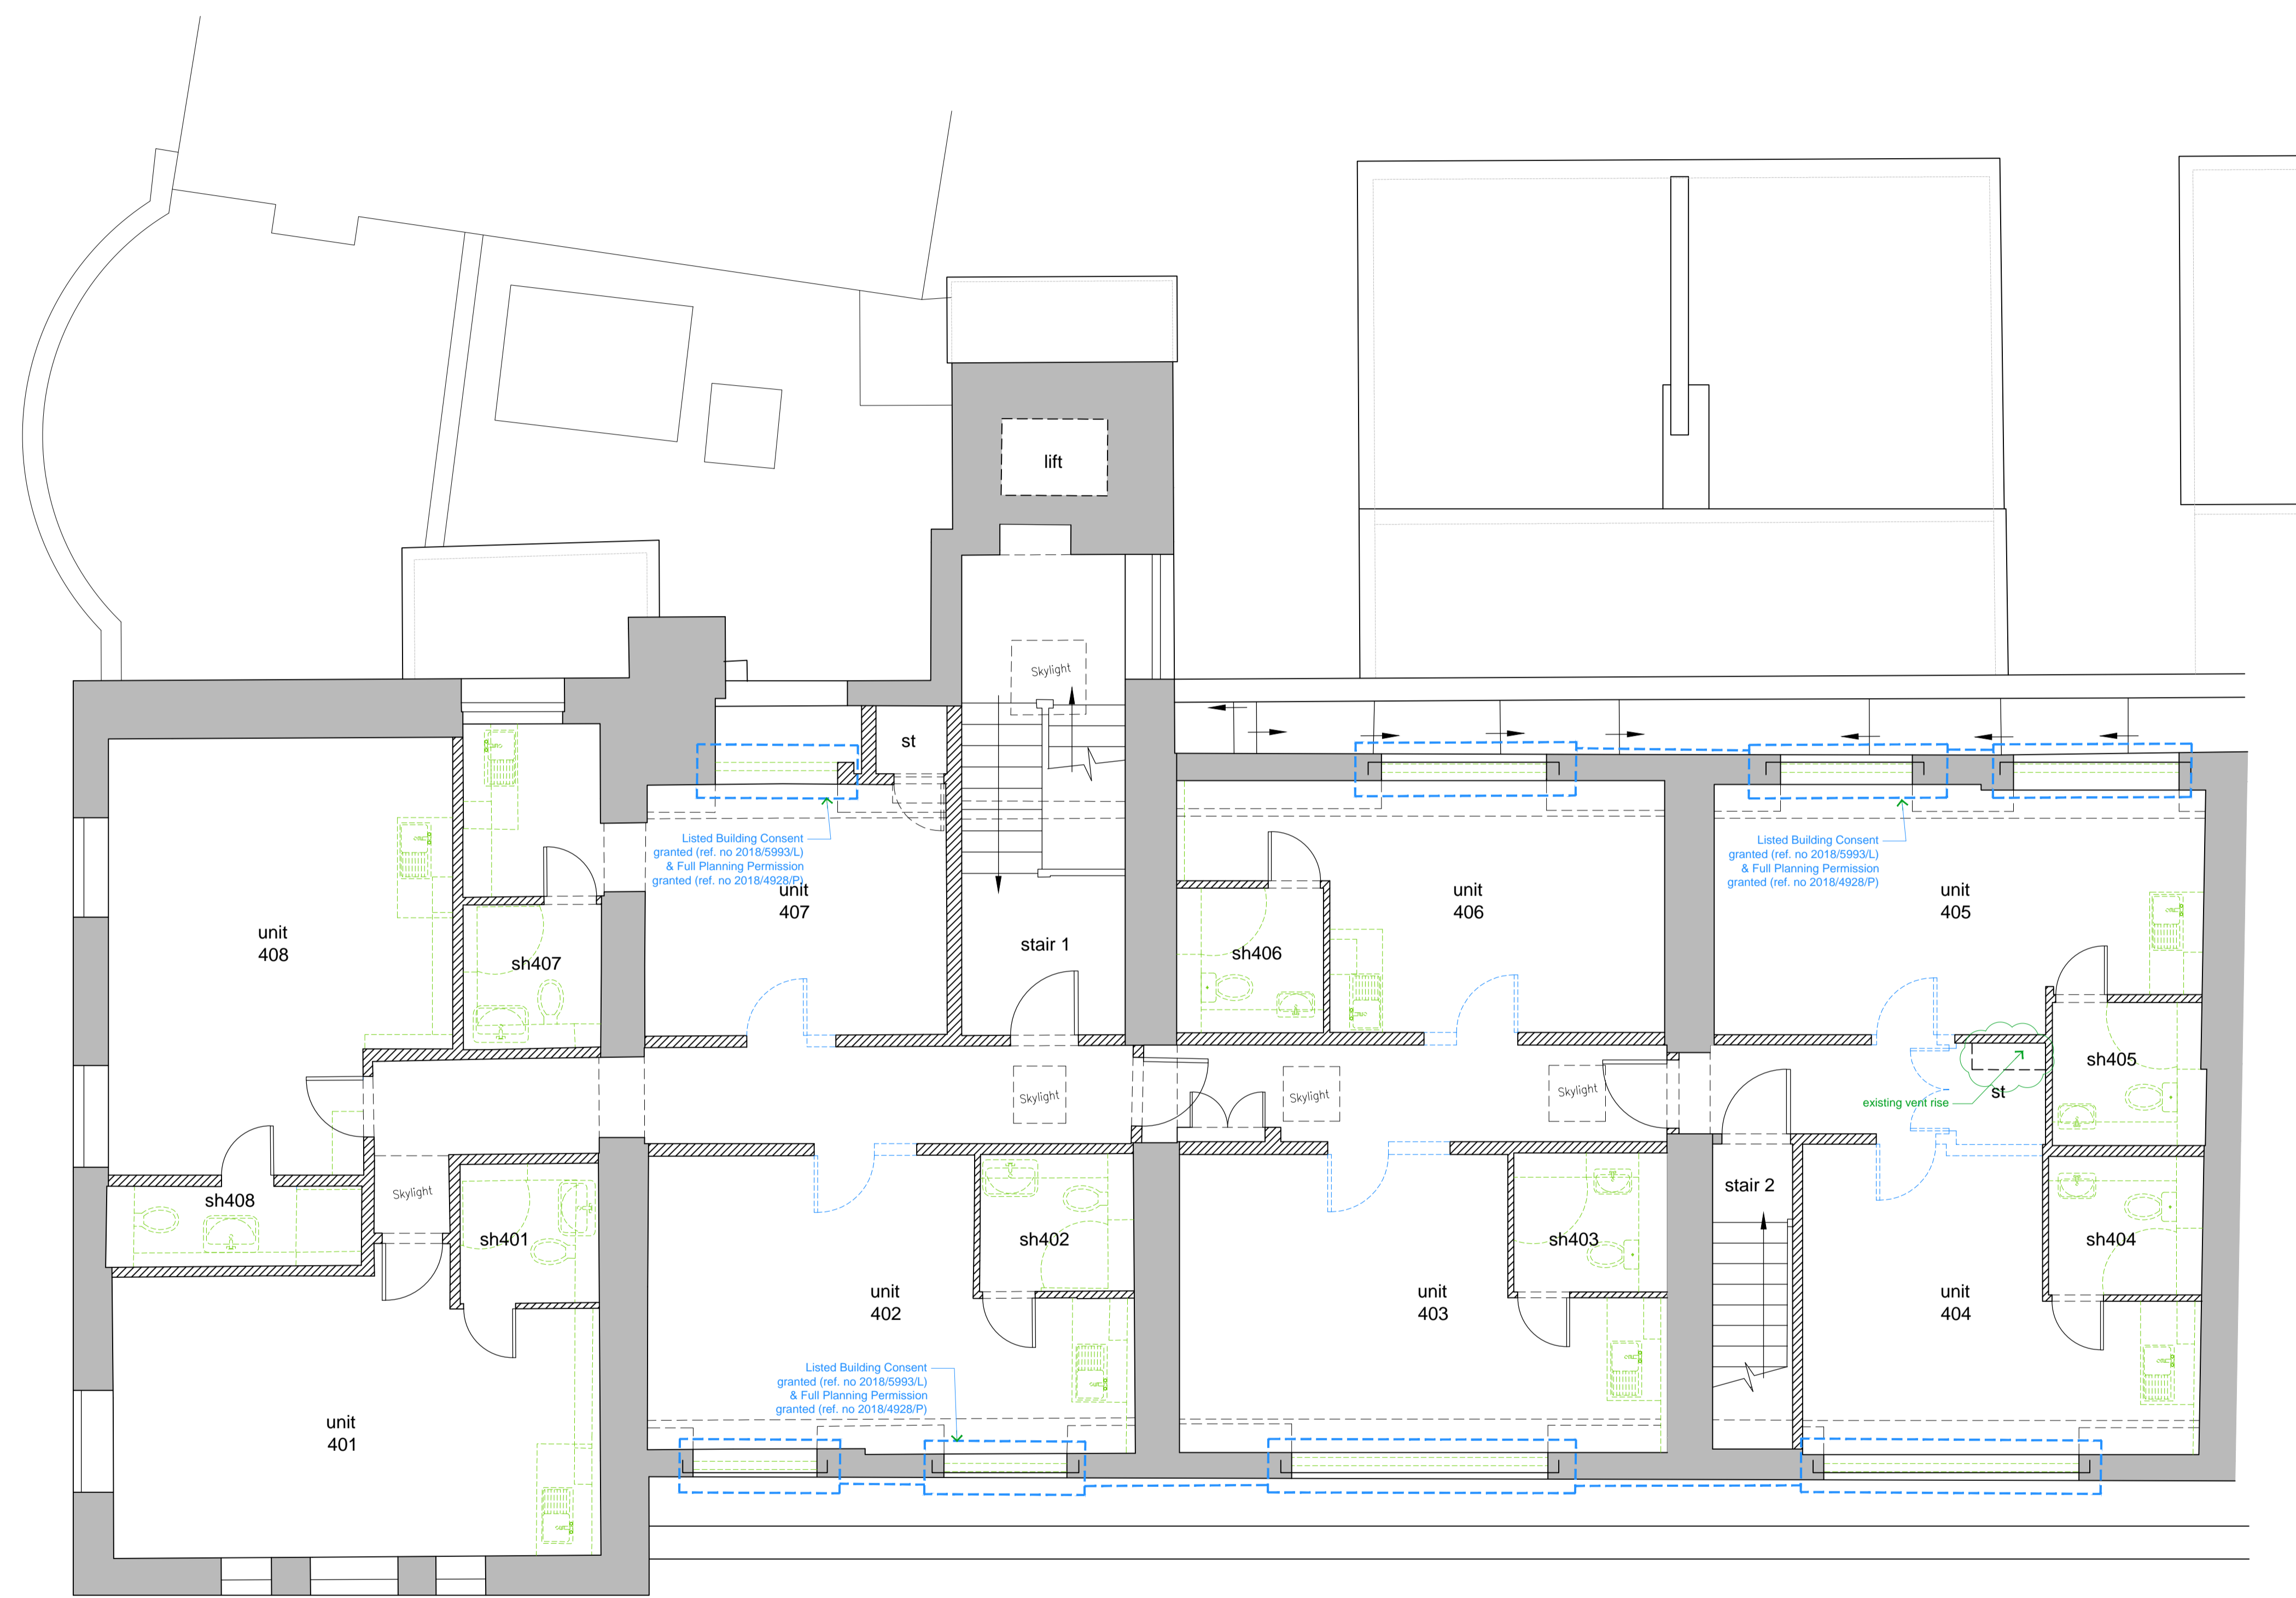 lift
Skylight
st
Listed Building Consent
granted (ref. no 2018/5993/L)
& Full Planning Permission
granted (ref. no 2018/4928/P)
unit
407
Listed Building Consent
granted (ref. no 2018/5993/L)
& Full Planning Permission
granted (ref. no 2018/4928/P)
unit
406
unit
405
unit
408
sh407
stair 1
sh406
sh405
Skylight
Skylight
Skylight
existing vent rise
st
Skylight
sh408
stair 2
sh401
sh402
sh403
sh404
unit
402
unit
403
unit
404
Listed Building Consent
granted (ref. no 2018/5993/L)
& Full Planning Permission
granted (ref. no 2018/4928/P)
unit
401